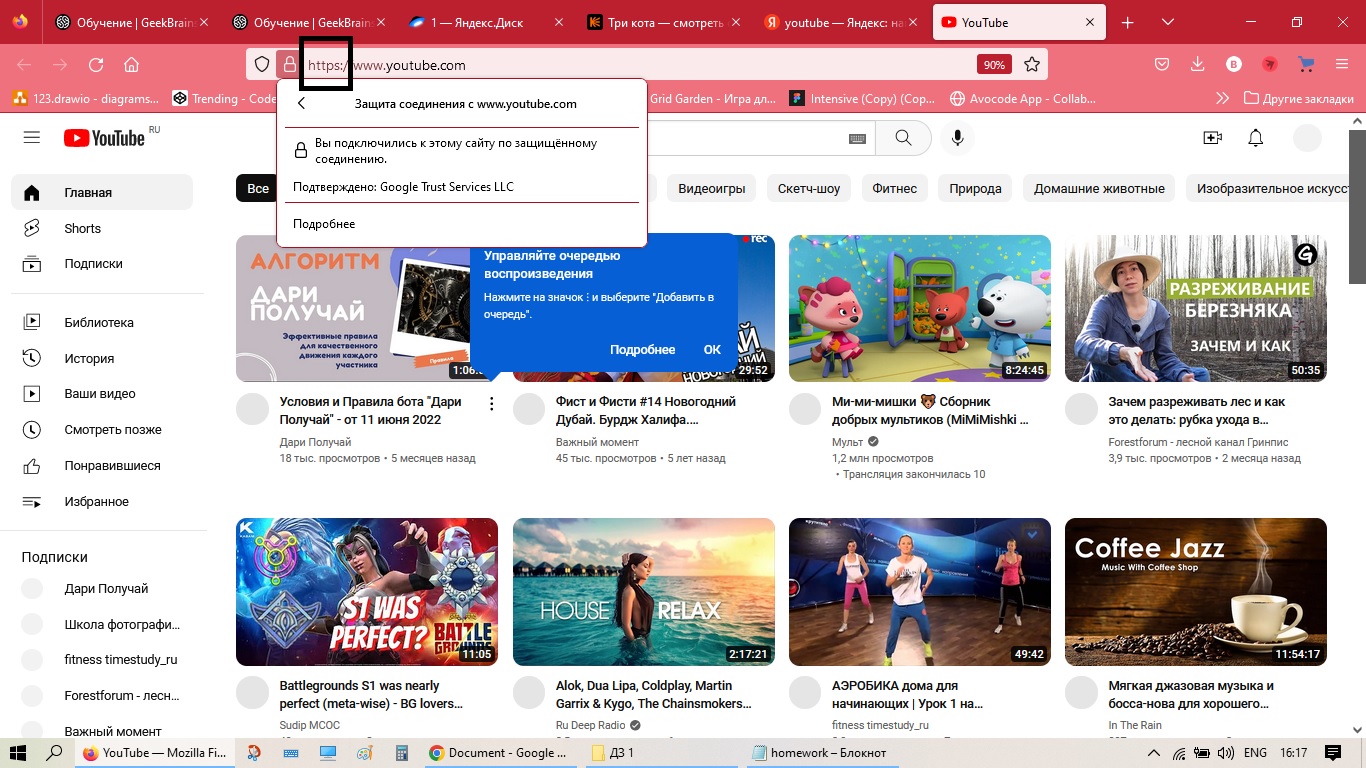 Обучение | GeekBrains
Обучение | GeekBrains
1 — Яндекс.Диск
Три кота — смотреть
youtube — Яндекс: на
YouTube
https://www.youtube.com
90%
123.drawio - diagrams...
Trending - Code
Grid Garden - Игра дл...
Intensive (Copy) (Cop...
Avocode App - Collab...
Другие закладки
Защита соединения с www.youtube.com
Вы подключились к этому сайту по защищённому
соединению.
Подтверждено: Google Trust Services LLC
Подробнее
YouTube RU
Главная
Shorts
Подписки
Библиотека
История
Ваши видео
Смотреть позже
Понравившиеся
Избранное
Подписки
Дари Получай
Школа фотографи...
fitness timestudy_ru
Forestforum - лесн...
Важный момент
Все
Видеоигры
Скетч-шоу
Фитнес
Природа
Домашние животные
Изобразительное искусст
АЛГОРИТМ
ДАРИ
ПОЛУЧАЙ
Эффективные правила
для качественного
движения каждого
участника
Правила
1:06:
Управляйте очередью
воспроизведения
Нажмите на значок ⋮ и выберите "Добавить в
очередь".
Подробнее
ОК
rec
29:52
8:24:45
РАЗРЕЖИВАНИЕ
БЕРЕЗНЯКА
ЗАЧЕМ И КАК
50:35
Условия и Правила бота "Дари
Получай" - от 11 июня 2022
Дари Получай
18 тыс. просмотров • 5 месяцев назад
Фист и Фисти #14 Новогодний
Дубай. Бурдж Халифа....
Важный момент
45 тыс. просмотров • 5 лет назад
Ми-ми-мишки 🐻 Сборник
добрых мультиков (MiMiMishki ...
Мульт
1,2 млн просмотров
• Трансляция закончилась 10
Зачем разреживать лес и как
это делать: рубка ухода в...
Forestforum - лесной канал Гринпис
3,9 тыс. просмотров • 2 месяца назад
S1 WAS
PERFECT?
BATTLE
11:05
HOUSE RELAX
2:17:21
49:42
Coffee Jazz
Music With Coffee Shop
11:54:17
Battlegrounds S1 was nearly
perfect (meta-wise) - BG lovers...
Sudip MCOC
Alok, Dua Lipa, Coldplay, Martin
Garrix & Kygo, The Chainsmokers...
Ru Deep Radio
АЭРОБИКА дома для
начинающих | Урок 1 на...
fitness timestudy_ru
Мягкая джазовая музыка и
босса-нова для хорошего...
In The Rain
YouTube — Mozilla Fi...
Document - Google ...
ДЗ 1
homework – Блокнот
ENG
16:17